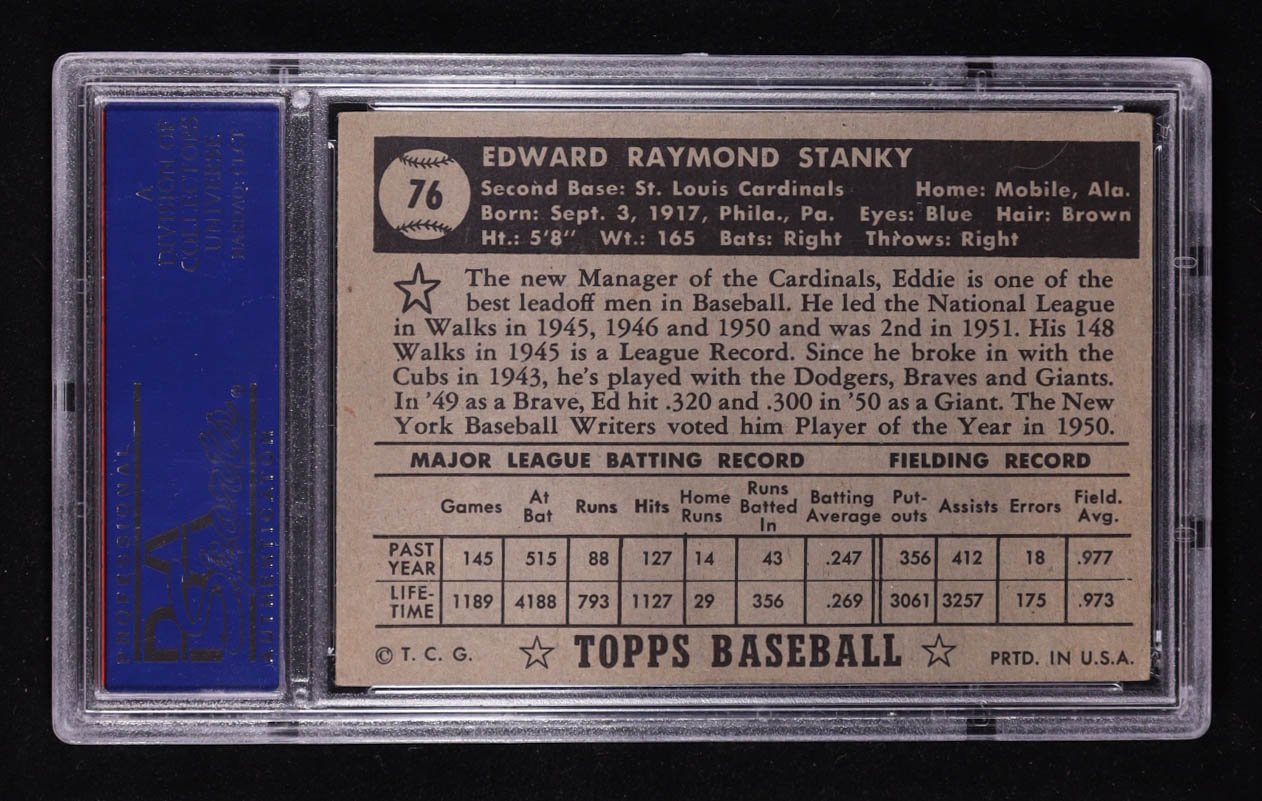 EDWARD RAYMOND STANKY
76
Second Base: St. Louis Cardinals Home: Mobile, Ala.
Born: Sept. 3, 1917, Phila., Pa. Eyes: Blue Hair: Brown
Ht.: 5'8" Wt.: 165 Bats: Right Throws: Right
The new Manager of the Cardinals, Eddie is one of the
best leadoff men in Baseball. He led the National League
in Walks in 1945, 1946 and 1950 and was 2nd in 1951. His 148
Walks in 1945 is a League Record. Since he broke in with the
Cubs in 1943, he's played with the Dodgers, Braves and Giants.
In '49 as a Brave, Ed hit .320 and .300 in '50 as a Giant. The New
York Baseball Writers voted him Player of the Year in 1950.
MAJOR LEAGUE BATTING RECORD FIELDING RECORD
Games At Bat Runs Hits Home Runs Runs Batted In Batting Average Put-outs Assists Errors Field. Avg.
PAST YEAR 145 515 88 127 14 43 .247 356 412 18 .977
LIFE-TIME 1189 4188 793 1127 29 356 .269 3061 3257 175 .973
© T. C. G. TOPPS BASEBALL PRTD. IN U.S.A.
A
DIVISION OF
COLLECTORS
UNIVERSE
NASDAQ: CLCT
PROFESSIONAL
PSA
AUTHENTICATION